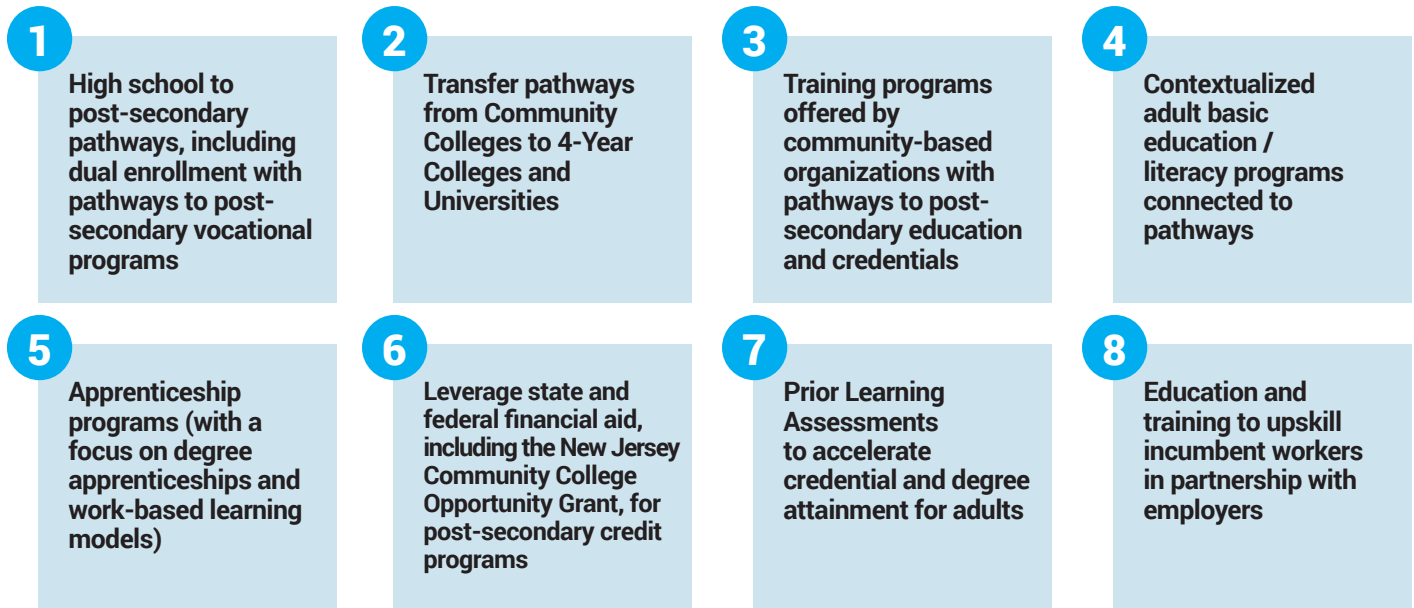 1
High school to
post-secondary
pathways, including
dual enrollment with
pathways to post-
secondary vocational
programs
2
Transfer pathways
from Community
Colleges to 4-Year
Colleges and
Universities
3
Training programs
offered by
community-based
organizations with
pathways to post-
secondary education
and credentials
4
Contextualized
adult basic
education /
literacy programs
connected to
pathways
5
Apprenticeship
programs (with a
focus on degree
apprenticeships and
work-based learning
models)
6
Leverage state and
federal financial aid,
including the New Jersey
Community College
Opportunity Grant, for
post-secondary credit
programs
7
Prior Learning
Assessments
to accelerate
credential and degree
attainment for adults
8
Education and
training to upskill
incumbent workers
in partnership with
employers